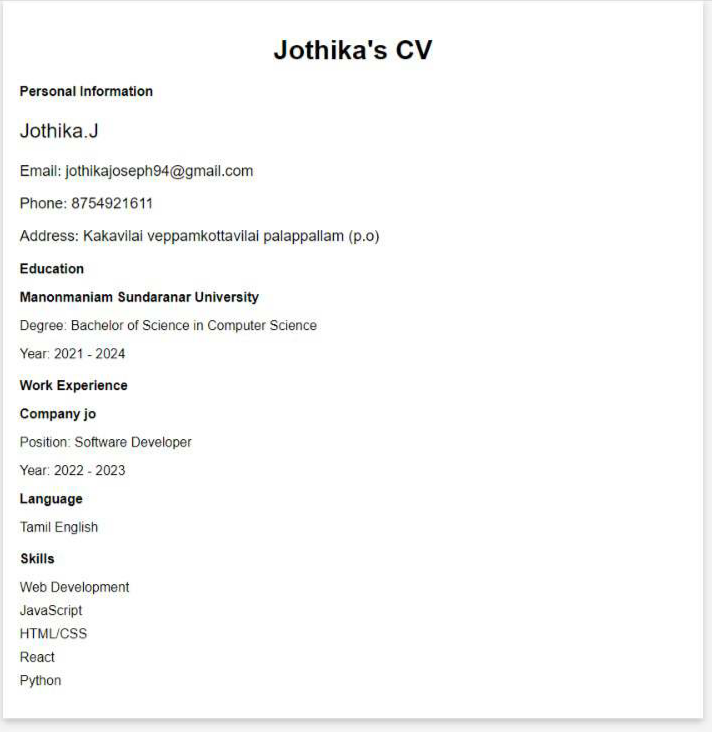 Jothika's CV
Personal Information
Jothika.J
Email: jothikajoseph94@gmail.com
Phone: 8754921611
Address: Kakavilai veppamkottavilai palappallam (p.o)
Education
Manonmaniam Sundaranar University
Degree: Bachelor of Science in Computer Science
Year: 2021 - 2024
Work Experience
Company jo
Position: Software Developer
Year: 2022 - 2023
Language
Tamil English
Skills
Web Development
JavaScript
HTML/CSS
React
Python